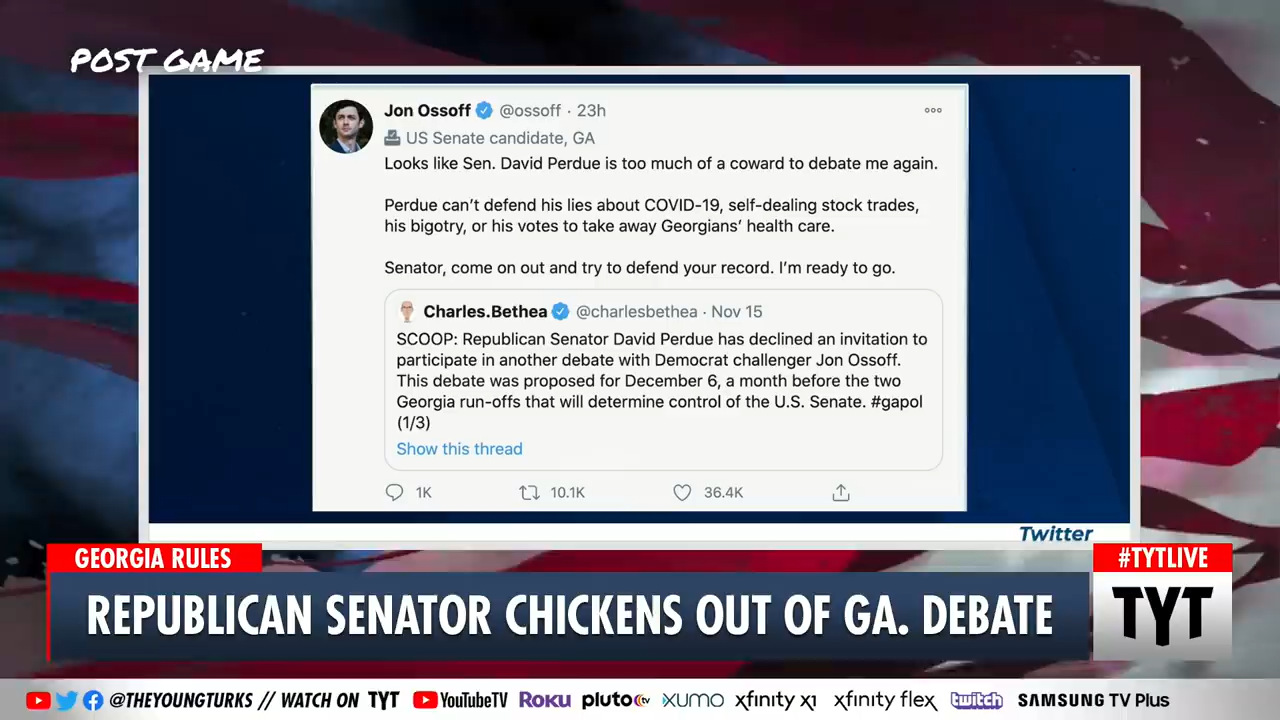 POST GAME
Jon Ossoff @ossoff · 23h
US Senate candidate, GA
Looks like Sen. David Perdue is too much of a coward to debate me again.
Perdue can’t defend his lies about COVID-19, self-dealing stock trades,
his bigotry, or his votes to take away Georgians’ health care.
Senator, come on out and try to defend your record. I’m ready to go.
Charles.Bethea @charlesbethea · Nov 15
SCOOP: Republican Senator David Perdue has declined an invitation to
participate in another debate with Democrat challenger Jon Ossoff.
This debate was proposed for December 6, a month before the two
Georgia run-offs that will determine control of the U.S. Senate. #gapol
(1/3)
Show this thread
1K 10.1K 36.4K
Twitter
GEORGIA RULES
#TYTLIVE
REPUBLICAN SENATOR CHICKENS OUT OF GA. DEBATE
TYT
@THEYOUNGTURKS // WATCH ON TYT YouTubeTV ROKU pluto tv XUMO xfinity x1 xfinity flex twitch SAMSUNG TV Plus